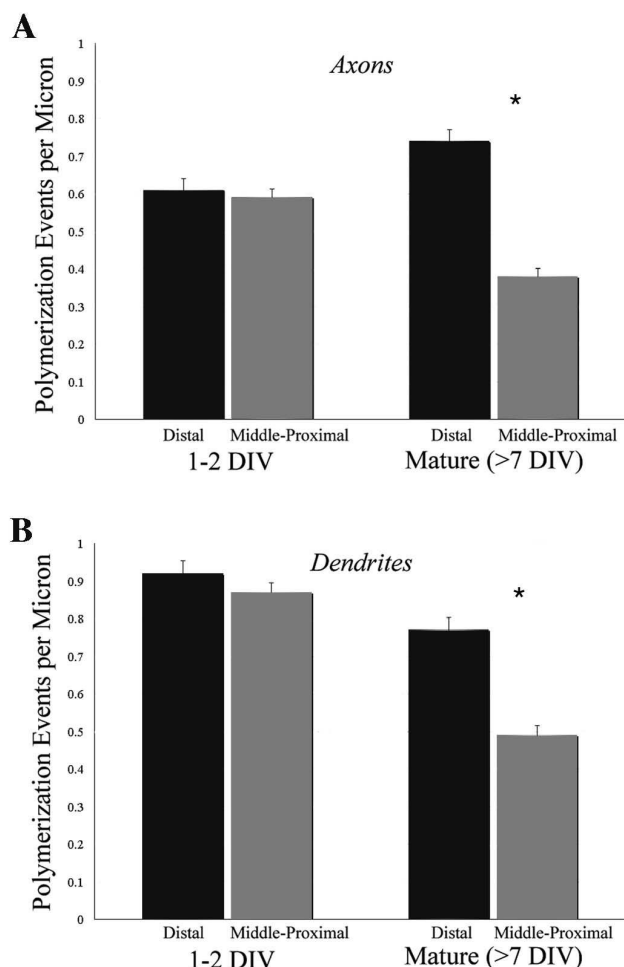 A
Polymerization Events per Micron
1
0.9
0.8
0.7
0.6
0.5
0.4
0.3
0.2
0.1
0
Axons
*
Distal Middle-Proximal Distal Middle-Proximal
1-2 DIV Mature (>7 DIV)
B
Polymerization Events per Micron
1
0.9
0.8
0.7
0.6
0.5
0.4
0.3
0.2
0.1
0
Dendrites
*
Distal Middle-Proximal Distal Middle-Proximal
1-2 DIV Mature (>7 DIV)